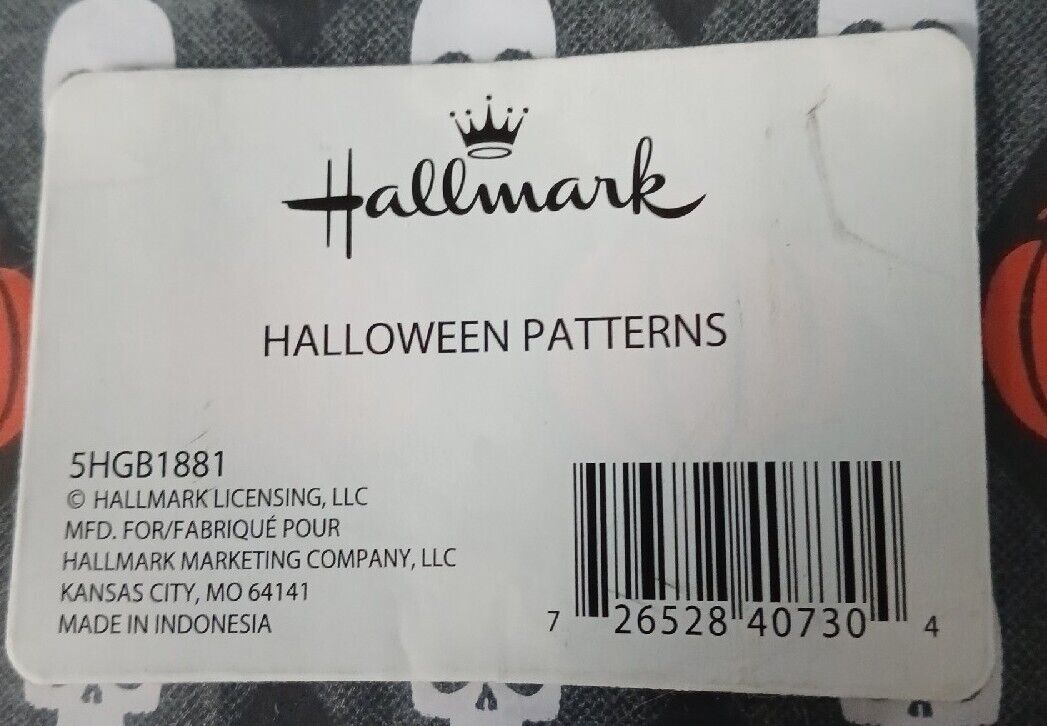 Hallmark
HALLOWEEN PATTERNS
5HGB1881
© HALLMARK LICENSING, LLC
MFD. FOR/FABRIQUÉ POUR
HALLMARK MARKETING COMPANY, LLC
KANSAS CITY, MO 64141
MADE IN INDONESIA
7 26528 40730 4